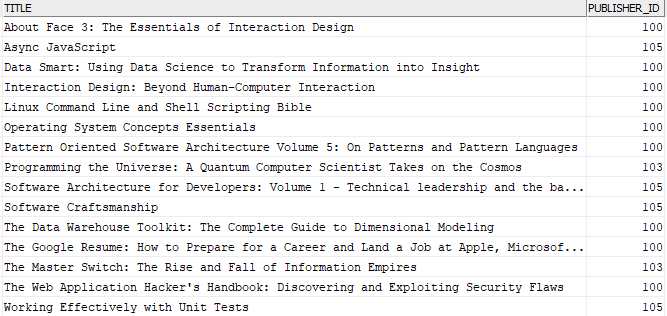 TITLE PUBLISHER_ID
About Face 3: The Essentials of Interaction Design 100
Async JavaScript 105
Data Smart: Using Data Science to Transform Information into Insight 100
Interaction Design: Beyond Human-Computer Interaction 100
Linux Command Line and Shell Scripting Bible 100
Operating System Concepts Essentials 100
Pattern Oriented Software Architecture Volume 5: On Patterns and Pattern Languages 100
Programming the Universe: A Quantum Computer Scientist Takes on the Cosmos 103
Software Architecture for Developers: Volume 1 - Technical leadership and the ba... 105
Software Craftsmanship 105
The Data Warehouse Toolkit: The Complete Guide to Dimensional Modeling 100
The Google Resume: How to Prepare for a Career and Land a Job at Apple, Microsof... 100
The Master Switch: The Rise and Fall of Information Empires 103
The Web Application Hacker's Handbook: Discovering and Exploiting Security Flaws 100
Working Effectively with Unit Tests 105